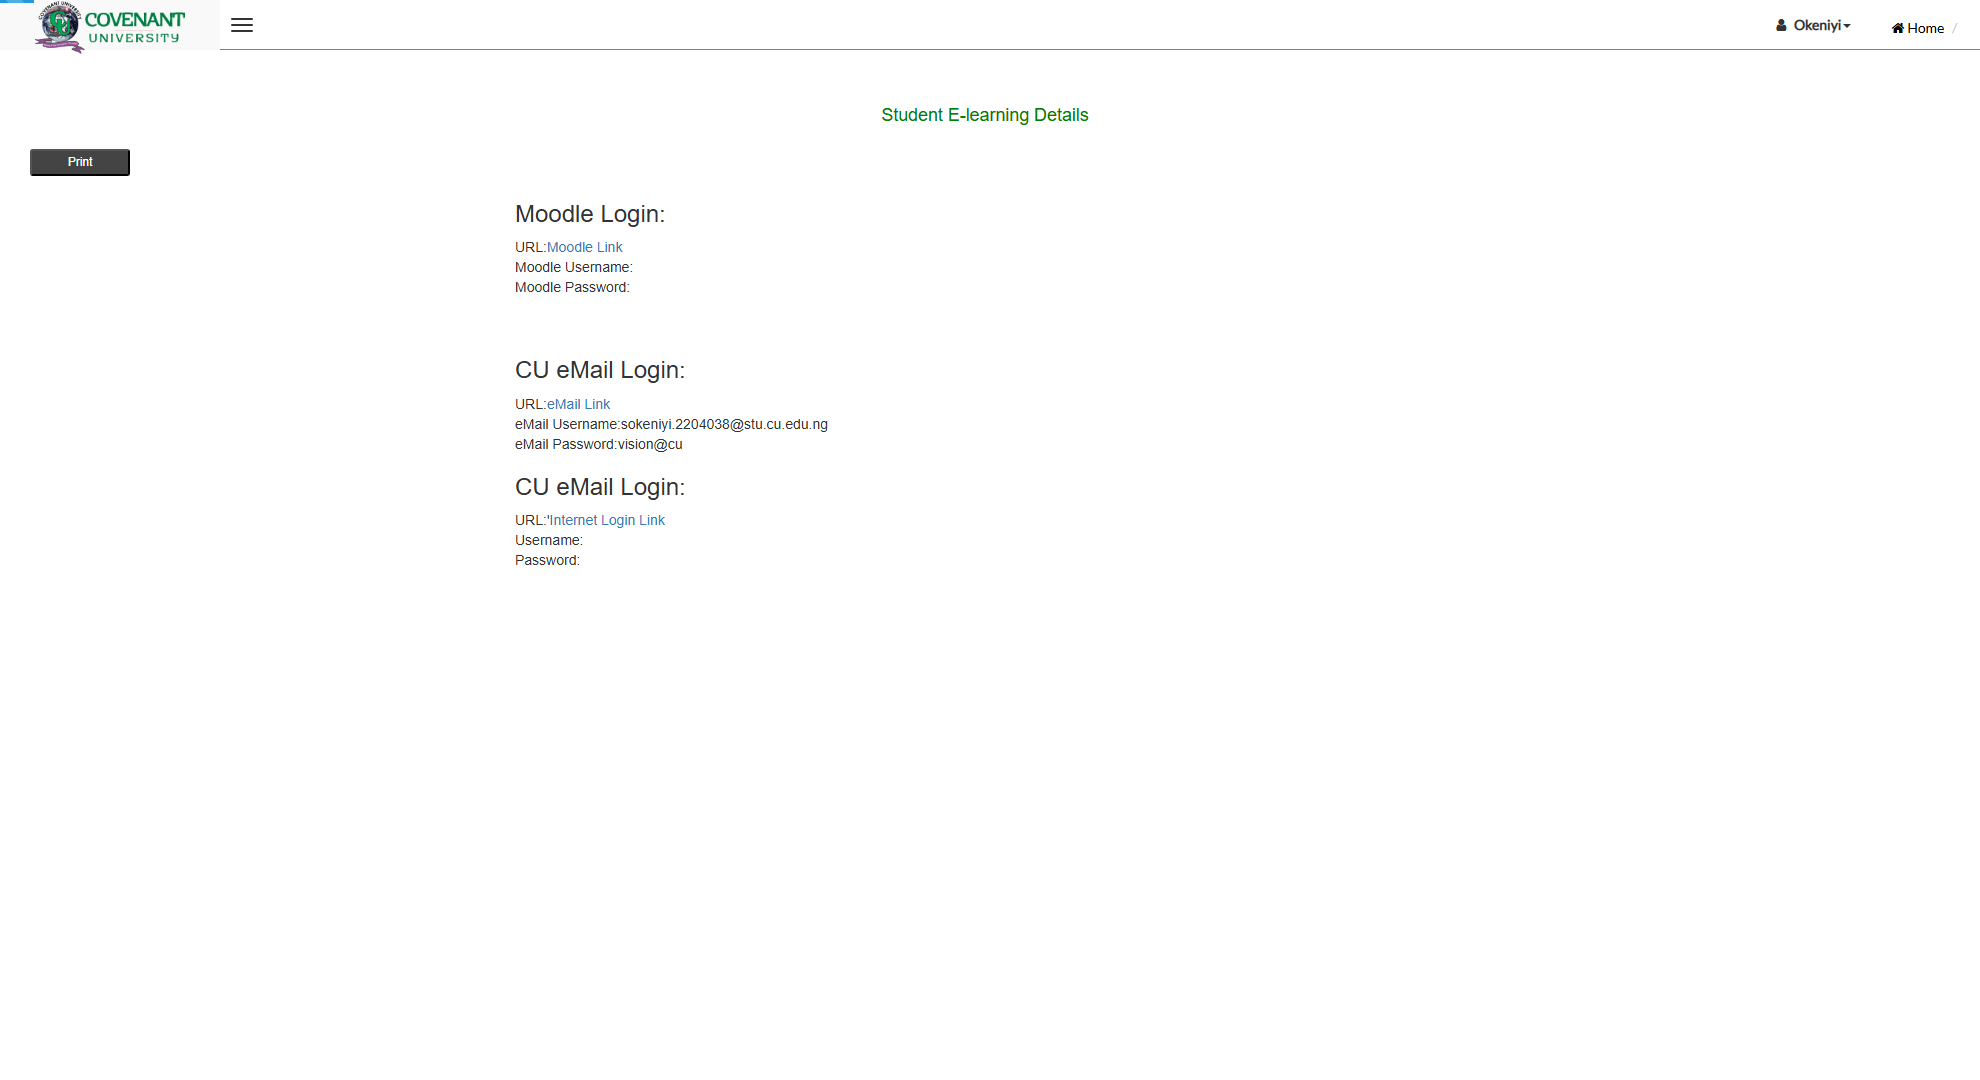 COVENANT
UNIVERSITY
Okeniyi
Home /
Student E-learning Details
Print
Moodle Login:
URL:Moodle Link
Moodle Username:
Moodle Password:
CU eMail Login:
URL:eMail Link
eMail Username:sokeniyi.2204038@stu.cu.edu.ng
eMail Password:vision@cu
CU eMail Login:
URL:'Internet Login Link
Username:
Password: